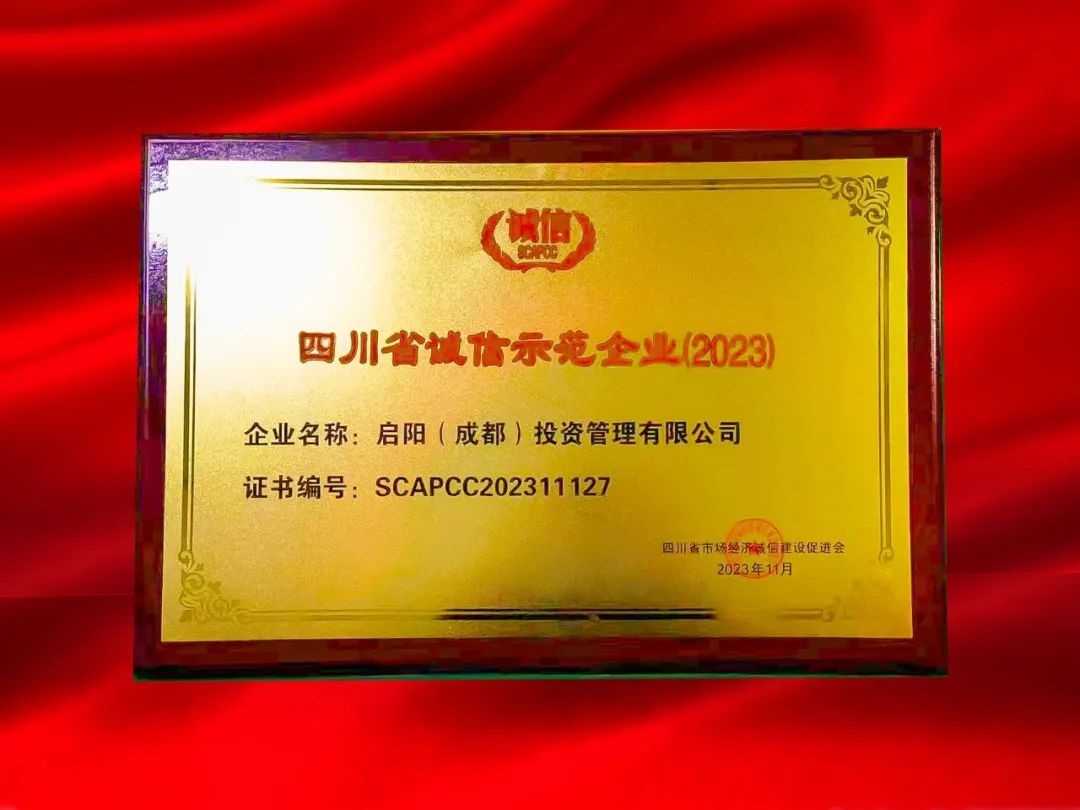 诚信
SCAPCC
四川省诚信示范企业(2023)
企业名称：启阳（成都）投资管理有限公司
证书编号：SCAPCC202311127
四川省市场经济诚信建设促进会
2023年11月